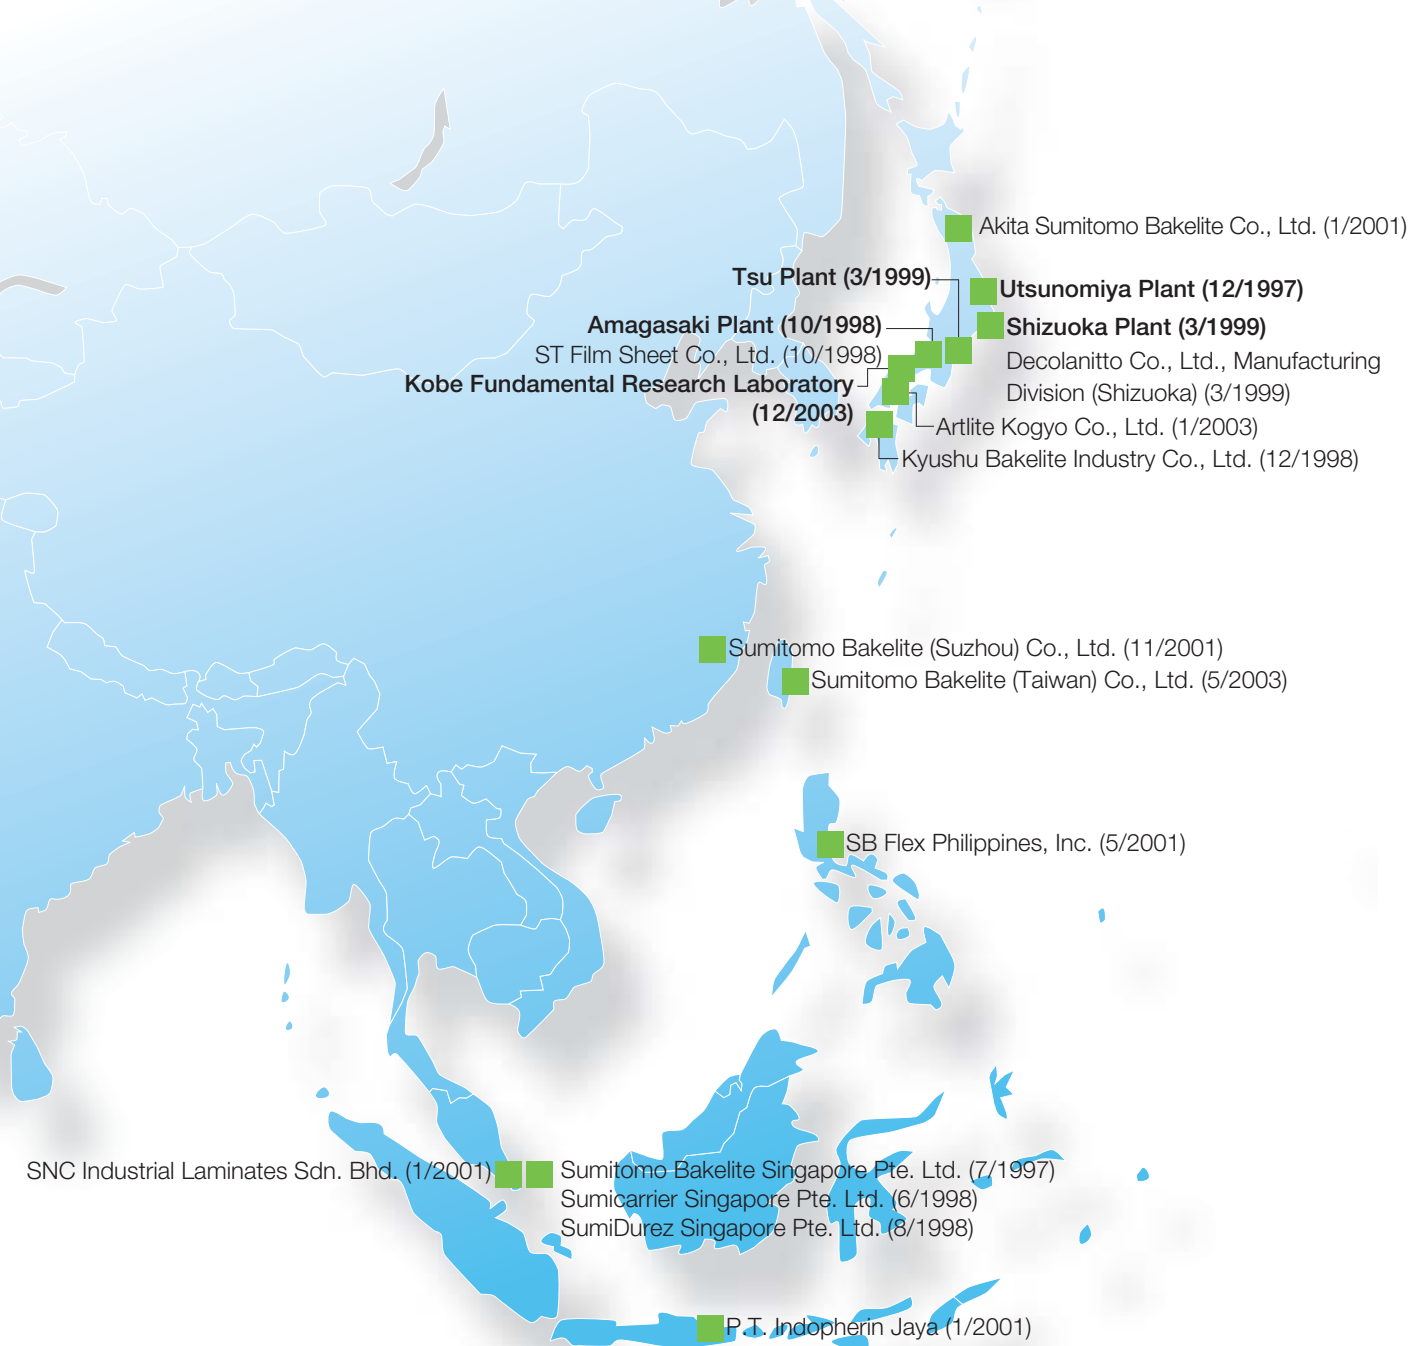 Akita Sumitomo Bakelite Co., Ltd. (1/2001)
Tsu Plant (3/1999)
Utsunomiya Plant (12/1997)
Amagasaki Plant (10/1998)
ST Film Sheet Co., Ltd. (10/1998)
Kobe Fundamental Research Laboratory
(12/2003)
Shizuoka Plant (3/1999)
Decolanitto Co., Ltd., Manufacturing
Division (Shizuoka) (3/1999)
Artlite Kogyo Co., Ltd. (1/2003)
Kyushu Bakelite Industry Co., Ltd. (12/1998)
Sumitomo Bakelite (Suzhou) Co., Ltd. (11/2001)
Sumitomo Bakelite (Taiwan) Co., Ltd. (5/2003)
SB Flex Philippines, Inc. (5/2001)
SNC Industrial Laminates Sdn. Bhd. (1/2001)
Sumitomo Bakelite Singapore Pte. Ltd. (7/1997)
Sumicarrier Singapore Pte. Ltd. (6/1998)
SumiDurez Singapore Pte. Ltd. (8/1998)
P.T. Indopherin Jaya (1/2001)